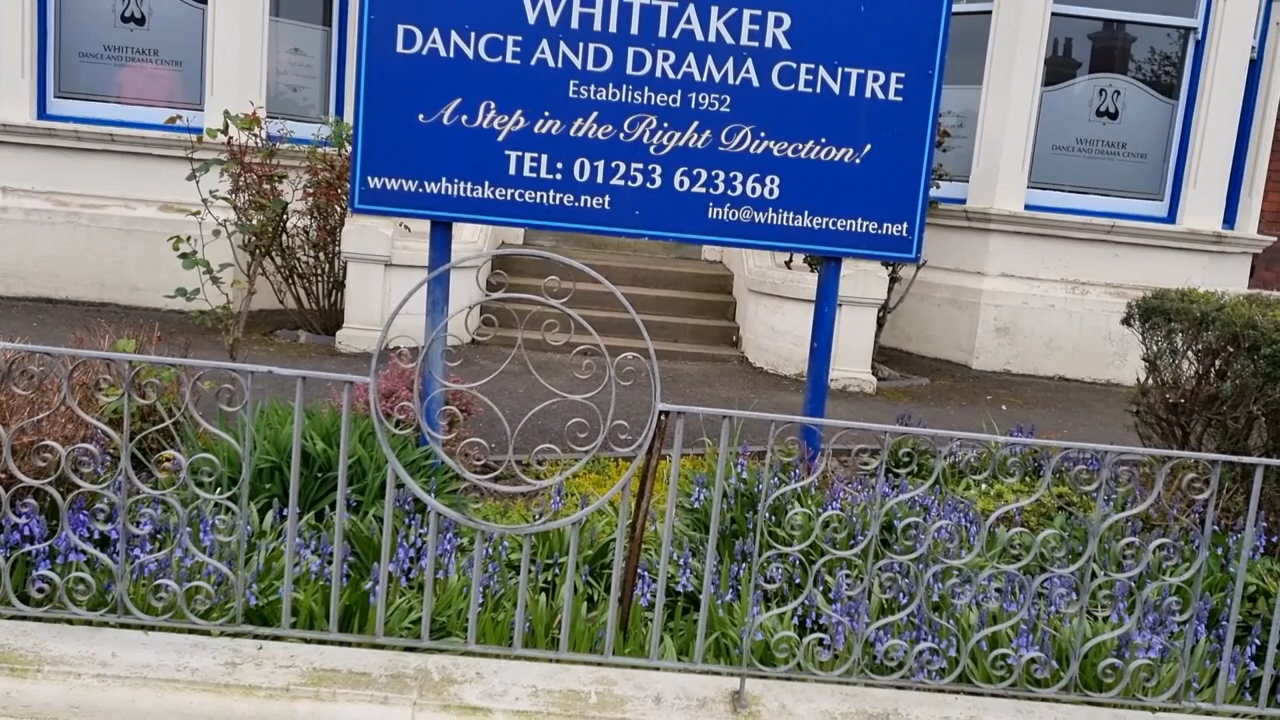 WHITTAKER
DANCE AND DRAMA CENTRE
Established 1952
A Step in the Right Direction!
TEL: 01253 623368
www.whittakercentre.net
info@whittakercentre.net
WHITTAKER
DANCE AND DRAMA CENTRE
WHITTAKER
DANCE AND DRAMA CENTRE